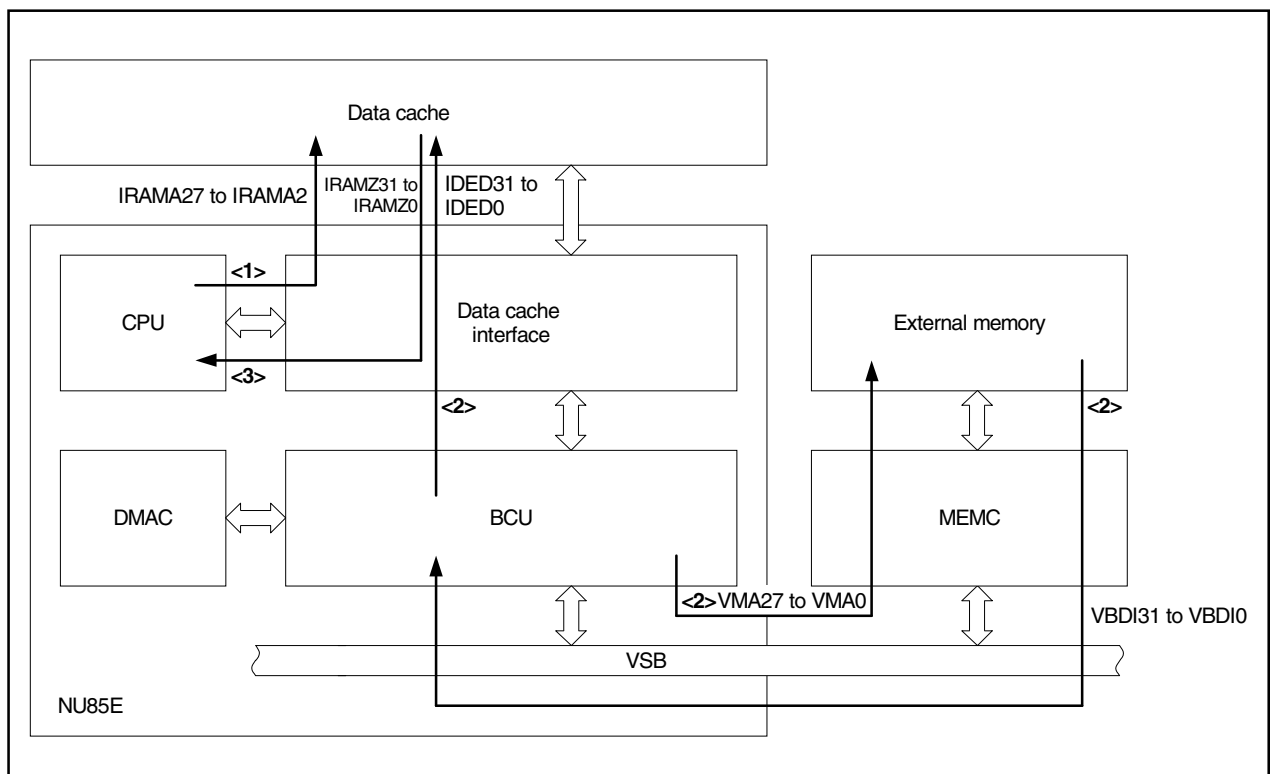 Data cache
IRAMA27 to IRAMA2
IRAMZ31 to
IRAMZ0
IDED31 to
IDED0
<1>
CPU
Data cache
interface
External memory
<3>
<2>
<2>
DMAC
BCU
MEMC
<2>VMA27 to VMA0
VBDI31 to VBDI0
VSB
NU85E